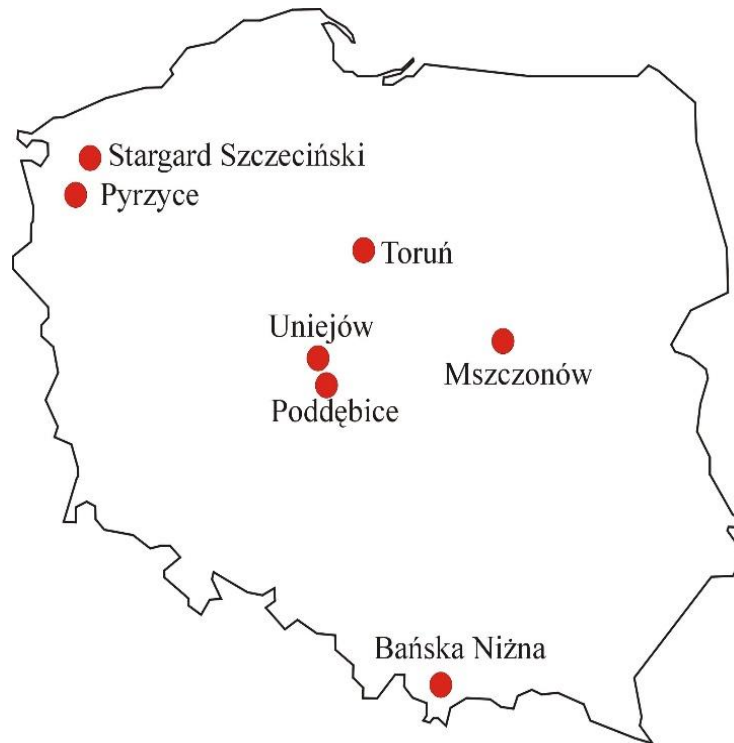 Stargard Szczeciński
Pyrzyce
Toruń
Uniejów
Mszczonów
Poddębice
Bańska Niżna